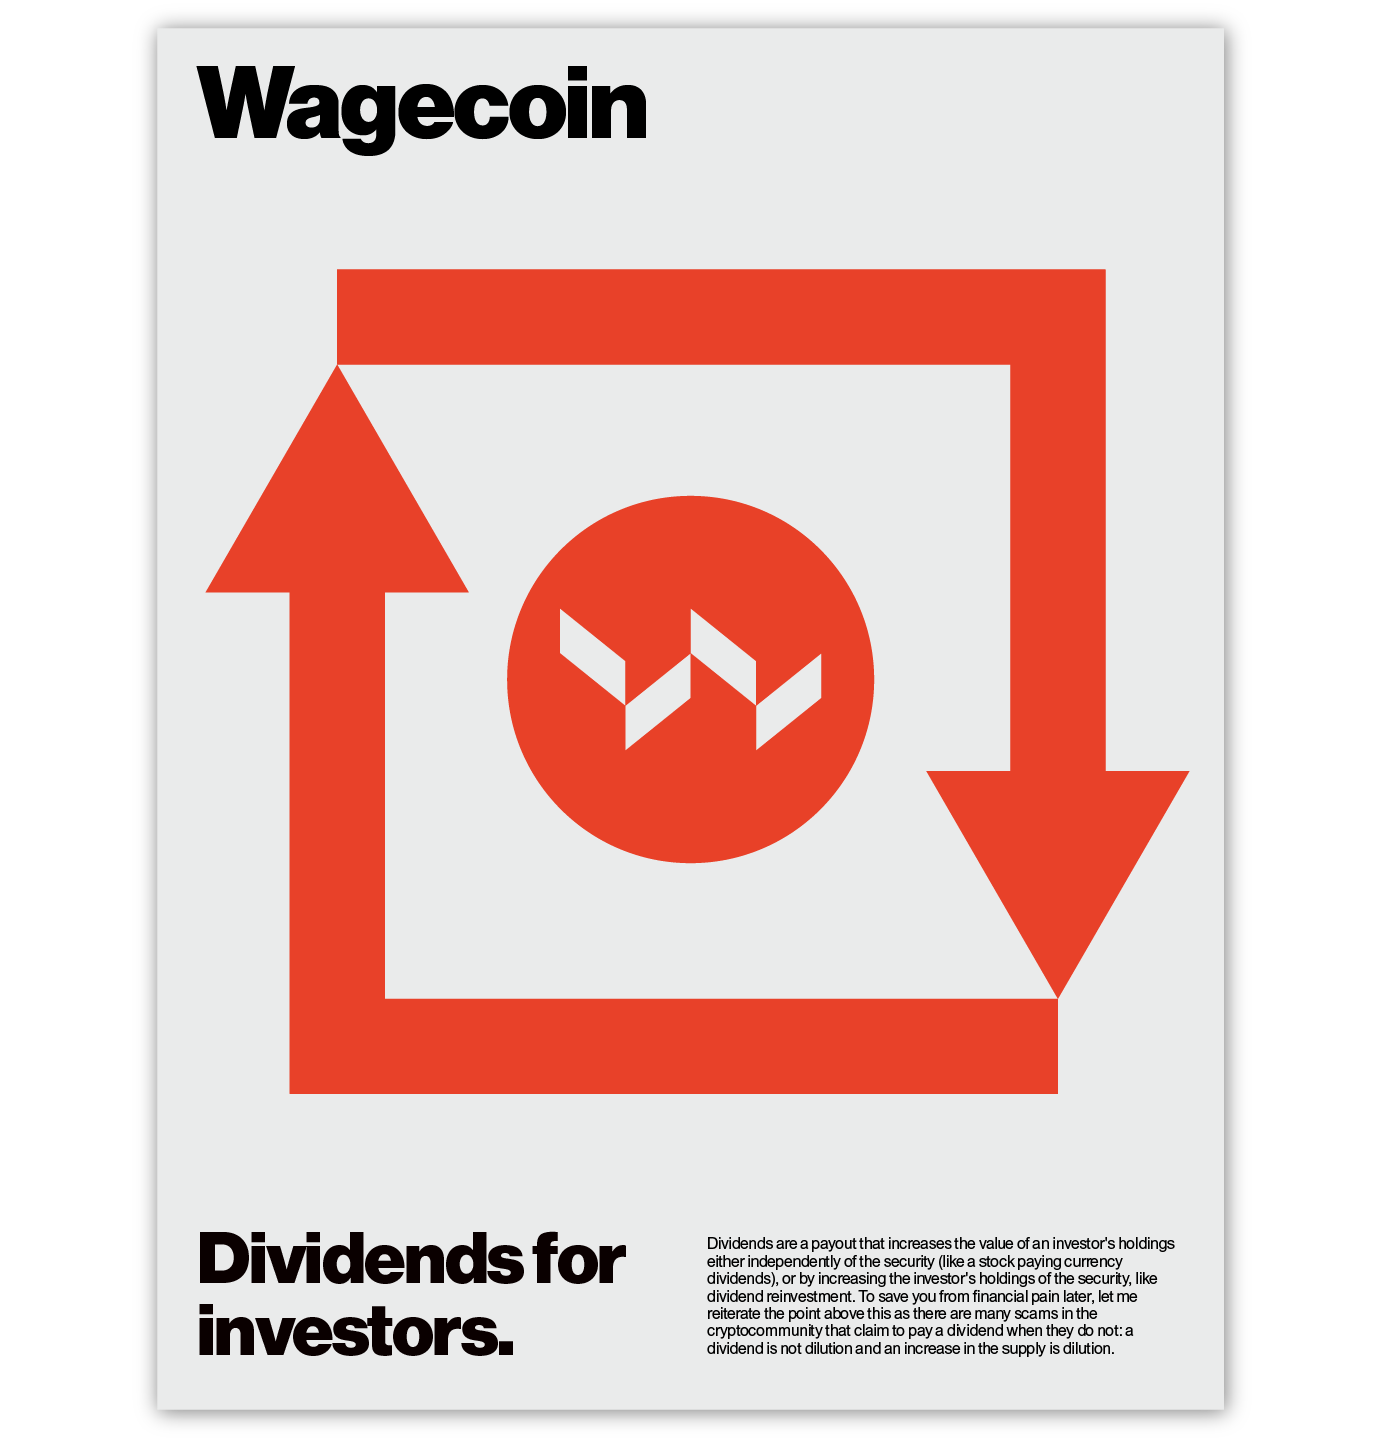 Wagecoin
Dividends for
investors.
Dividends are a payout that increases the value of an investor's holdings
either independently of the security (like a stock paying currency
dividends), or by increasing the investor's holdings of the security, like
dividend reinvestment. To save you from financial pain later, let me
reiterate the point above this as there are many scams in the
cryptocommunity that claim to pay a dividend when they do not: a
dividend is not dilution and an increase in the supply is dilution.